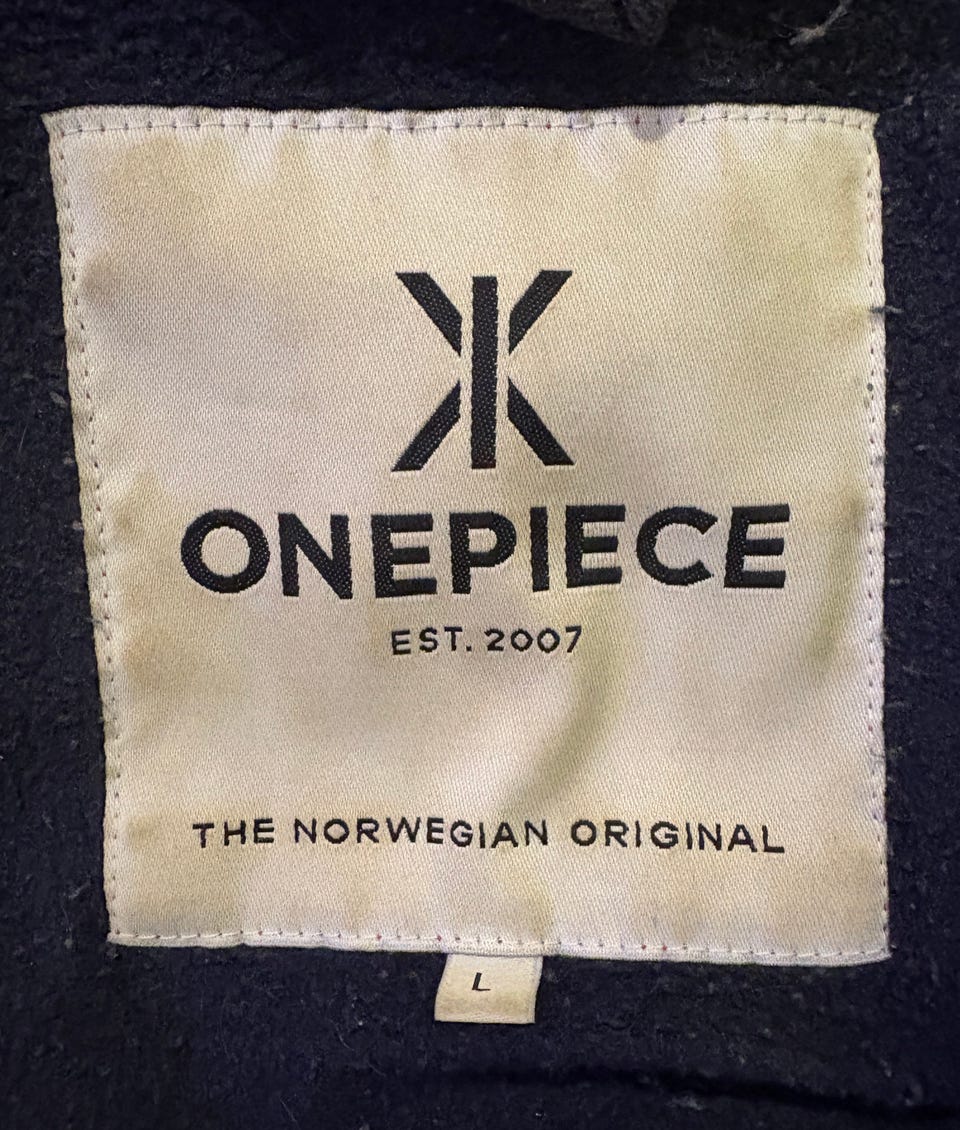 ONEPIECE
EST. 2007
THE NORWEGIAN ORIGINAL
L